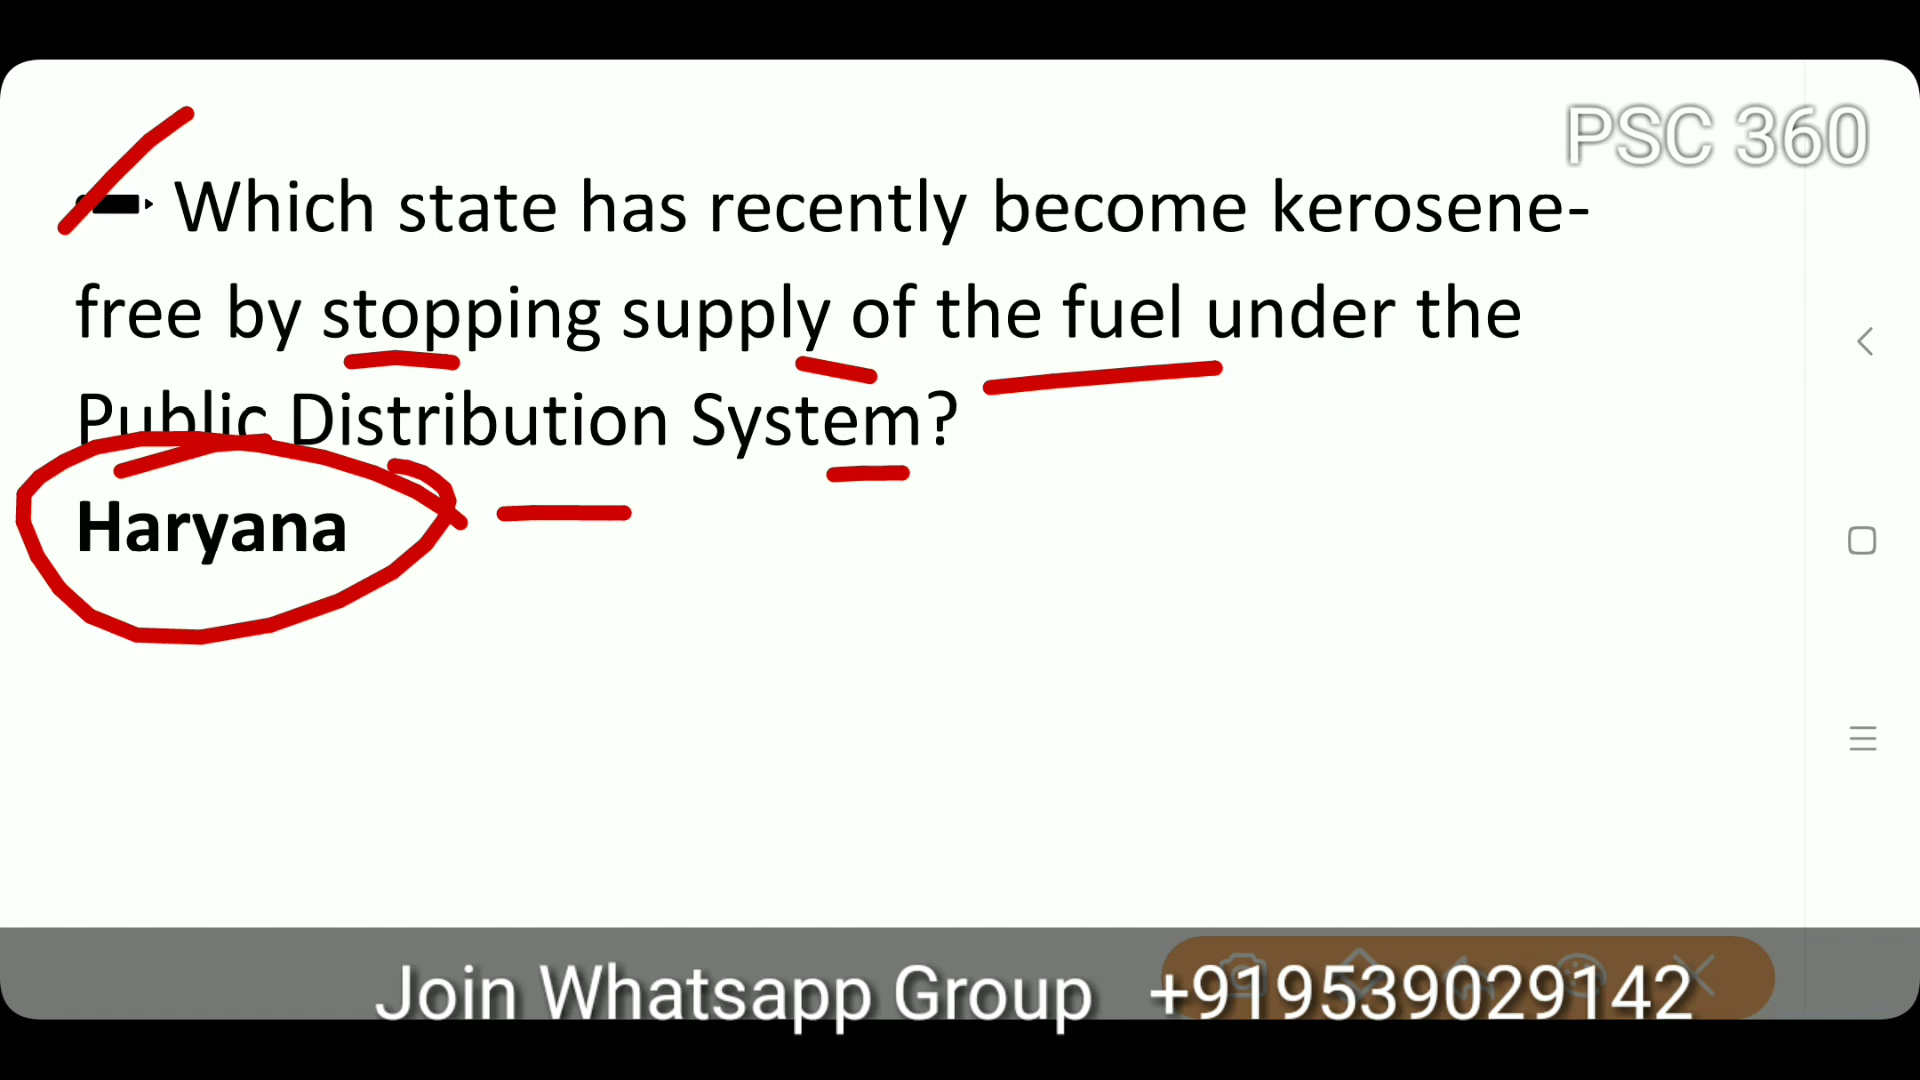 PSC 360
Which state has recently become kerosene-
free by stopping supply of the fuel under the
Public Distribution System?
Haryana
Join Whatsapp Group +919539029142